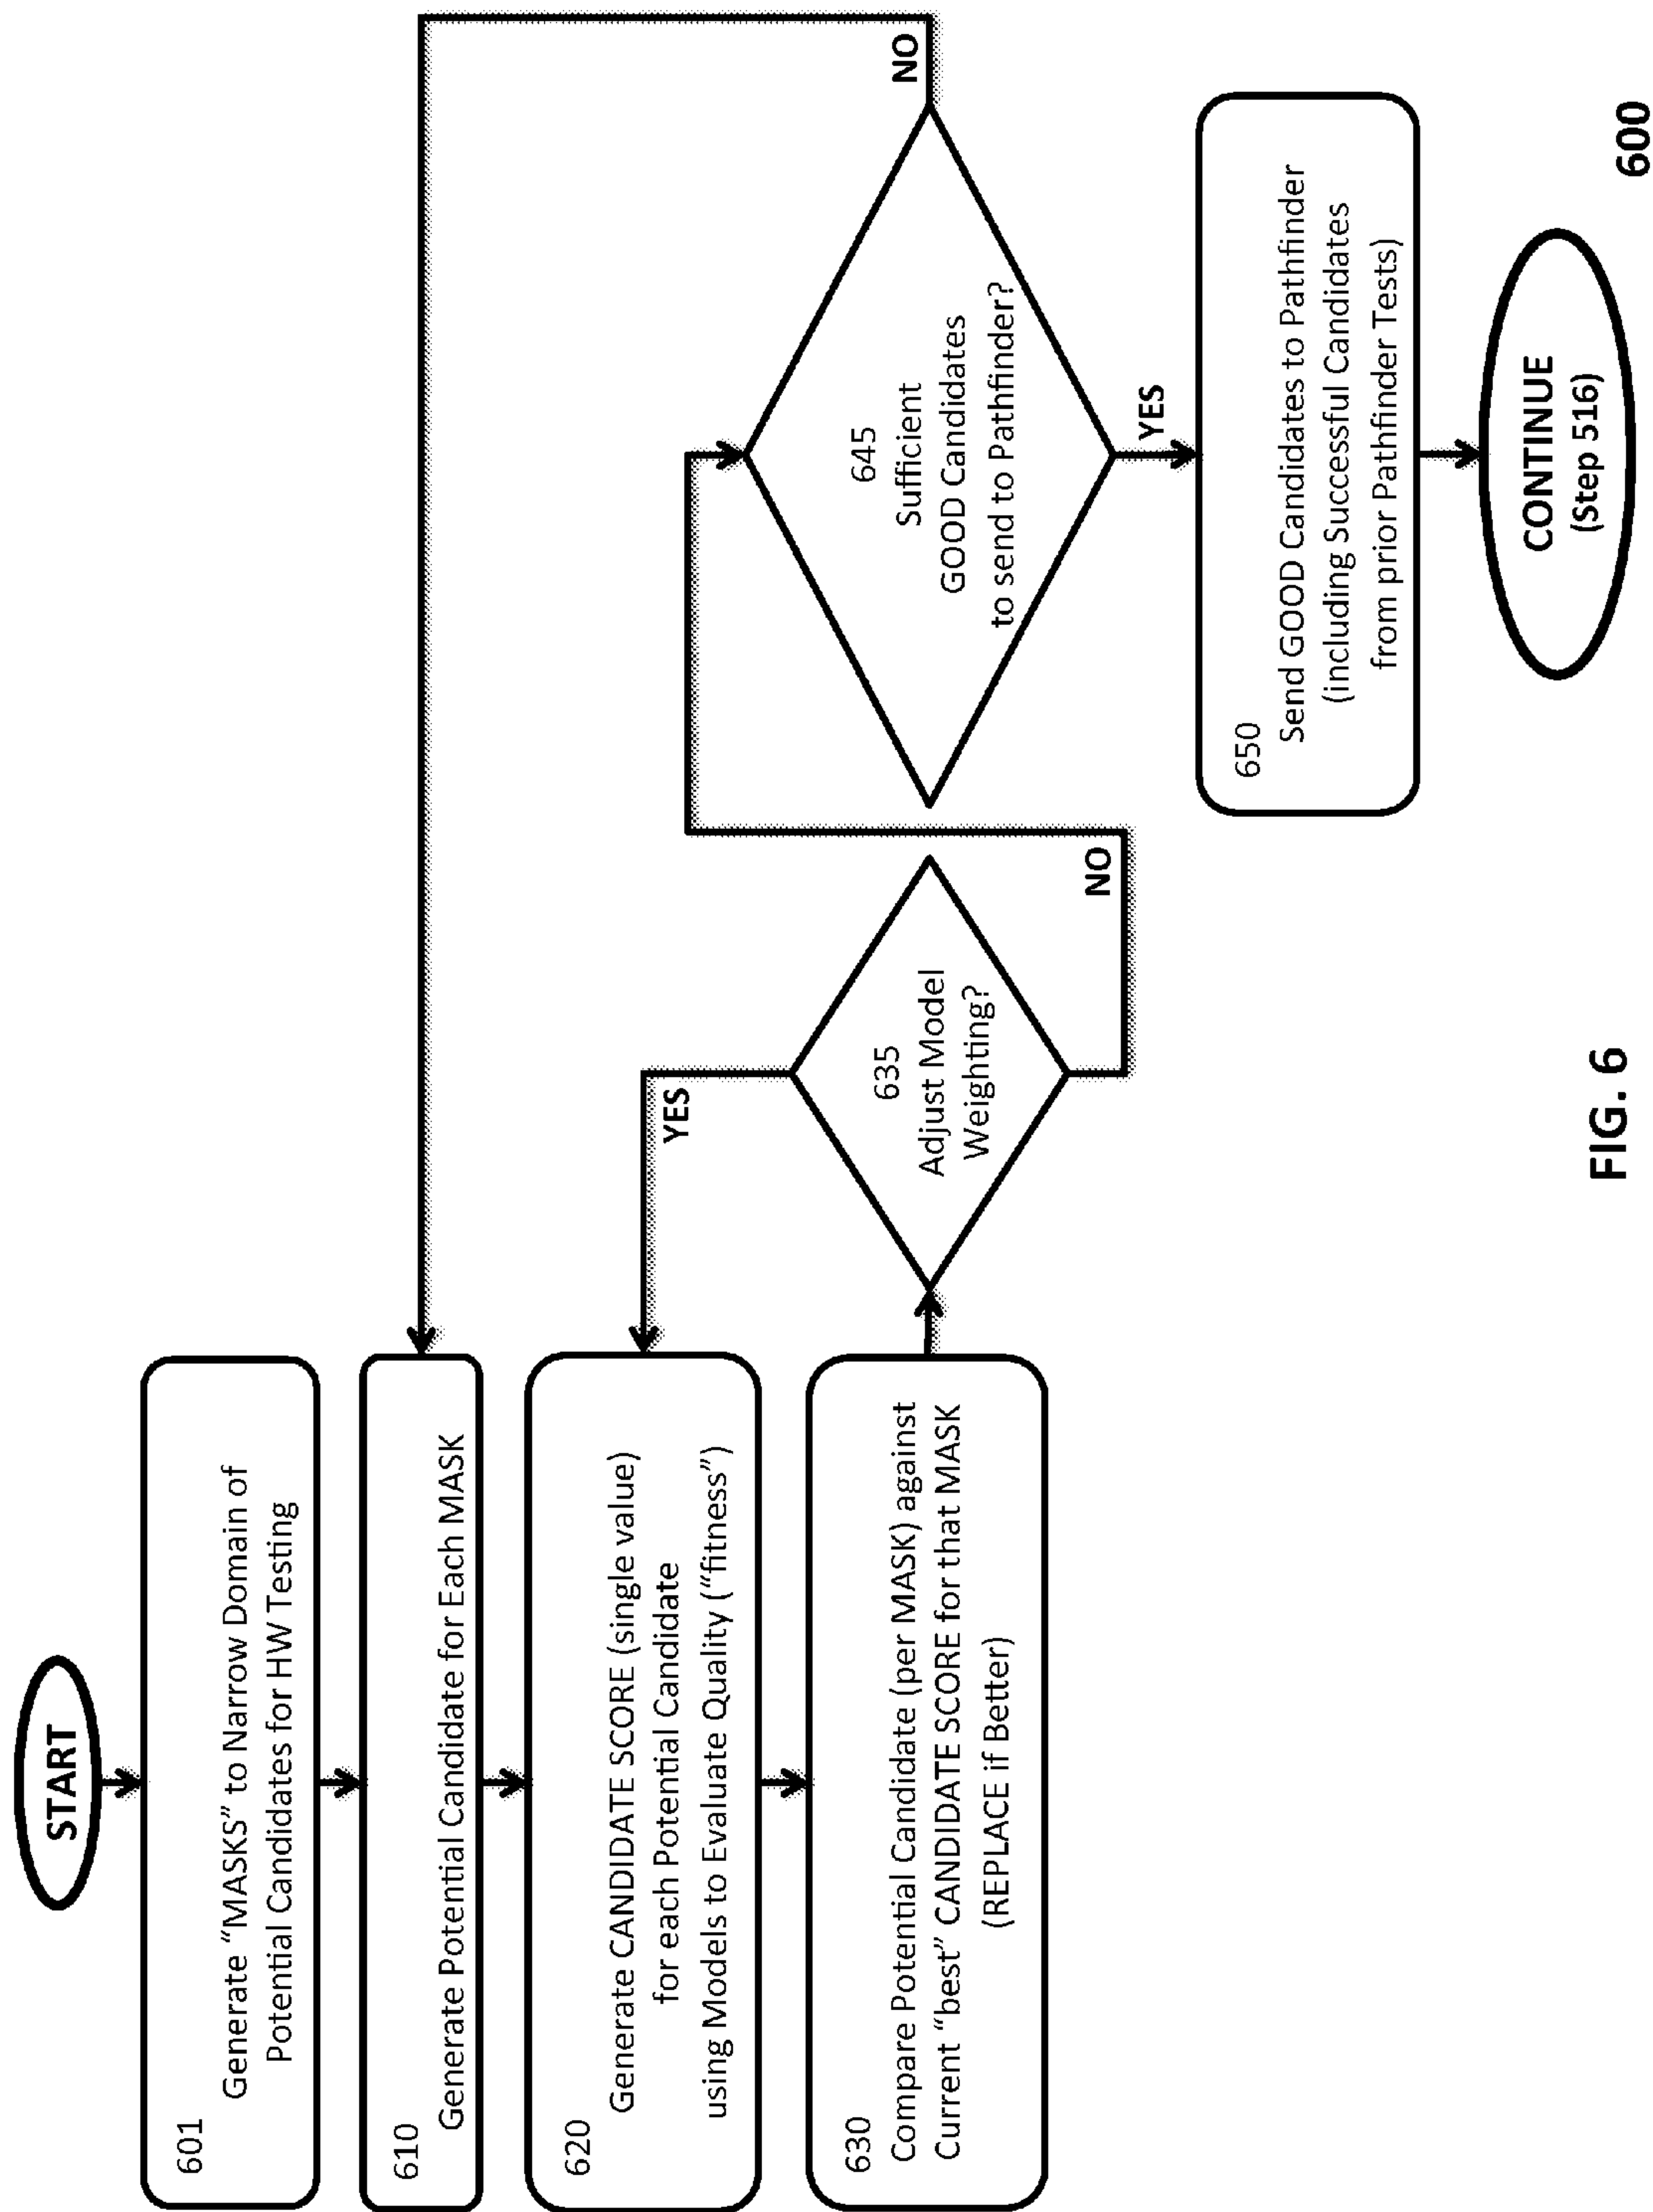 START
601
Generate “MASKS” to Narrow Domain of
Potential Candidates for HW Testing
610
Generate Potential Candidate for Each MASK
620
Generate CANDIDATE SCORE (single value)
for each Potential Candidate
using Models to Evaluate Quality (“fitness”)
630
Compare Potential Candidate (per MASK) against
Current “best” CANDIDATE SCORE for that MASK
(REPLACE if Better)
635
Adjust Model
Weighting?
YES
NO
645
Sufficient
GOOD Candidates
to send to Pathfinder?
NO
YES
650
Send GOOD Candidates to Pathfinder
(including Successful Candidates
from prior Pathfinder Tests)
CONTINUE
(Step 516)
FIG. 6
600